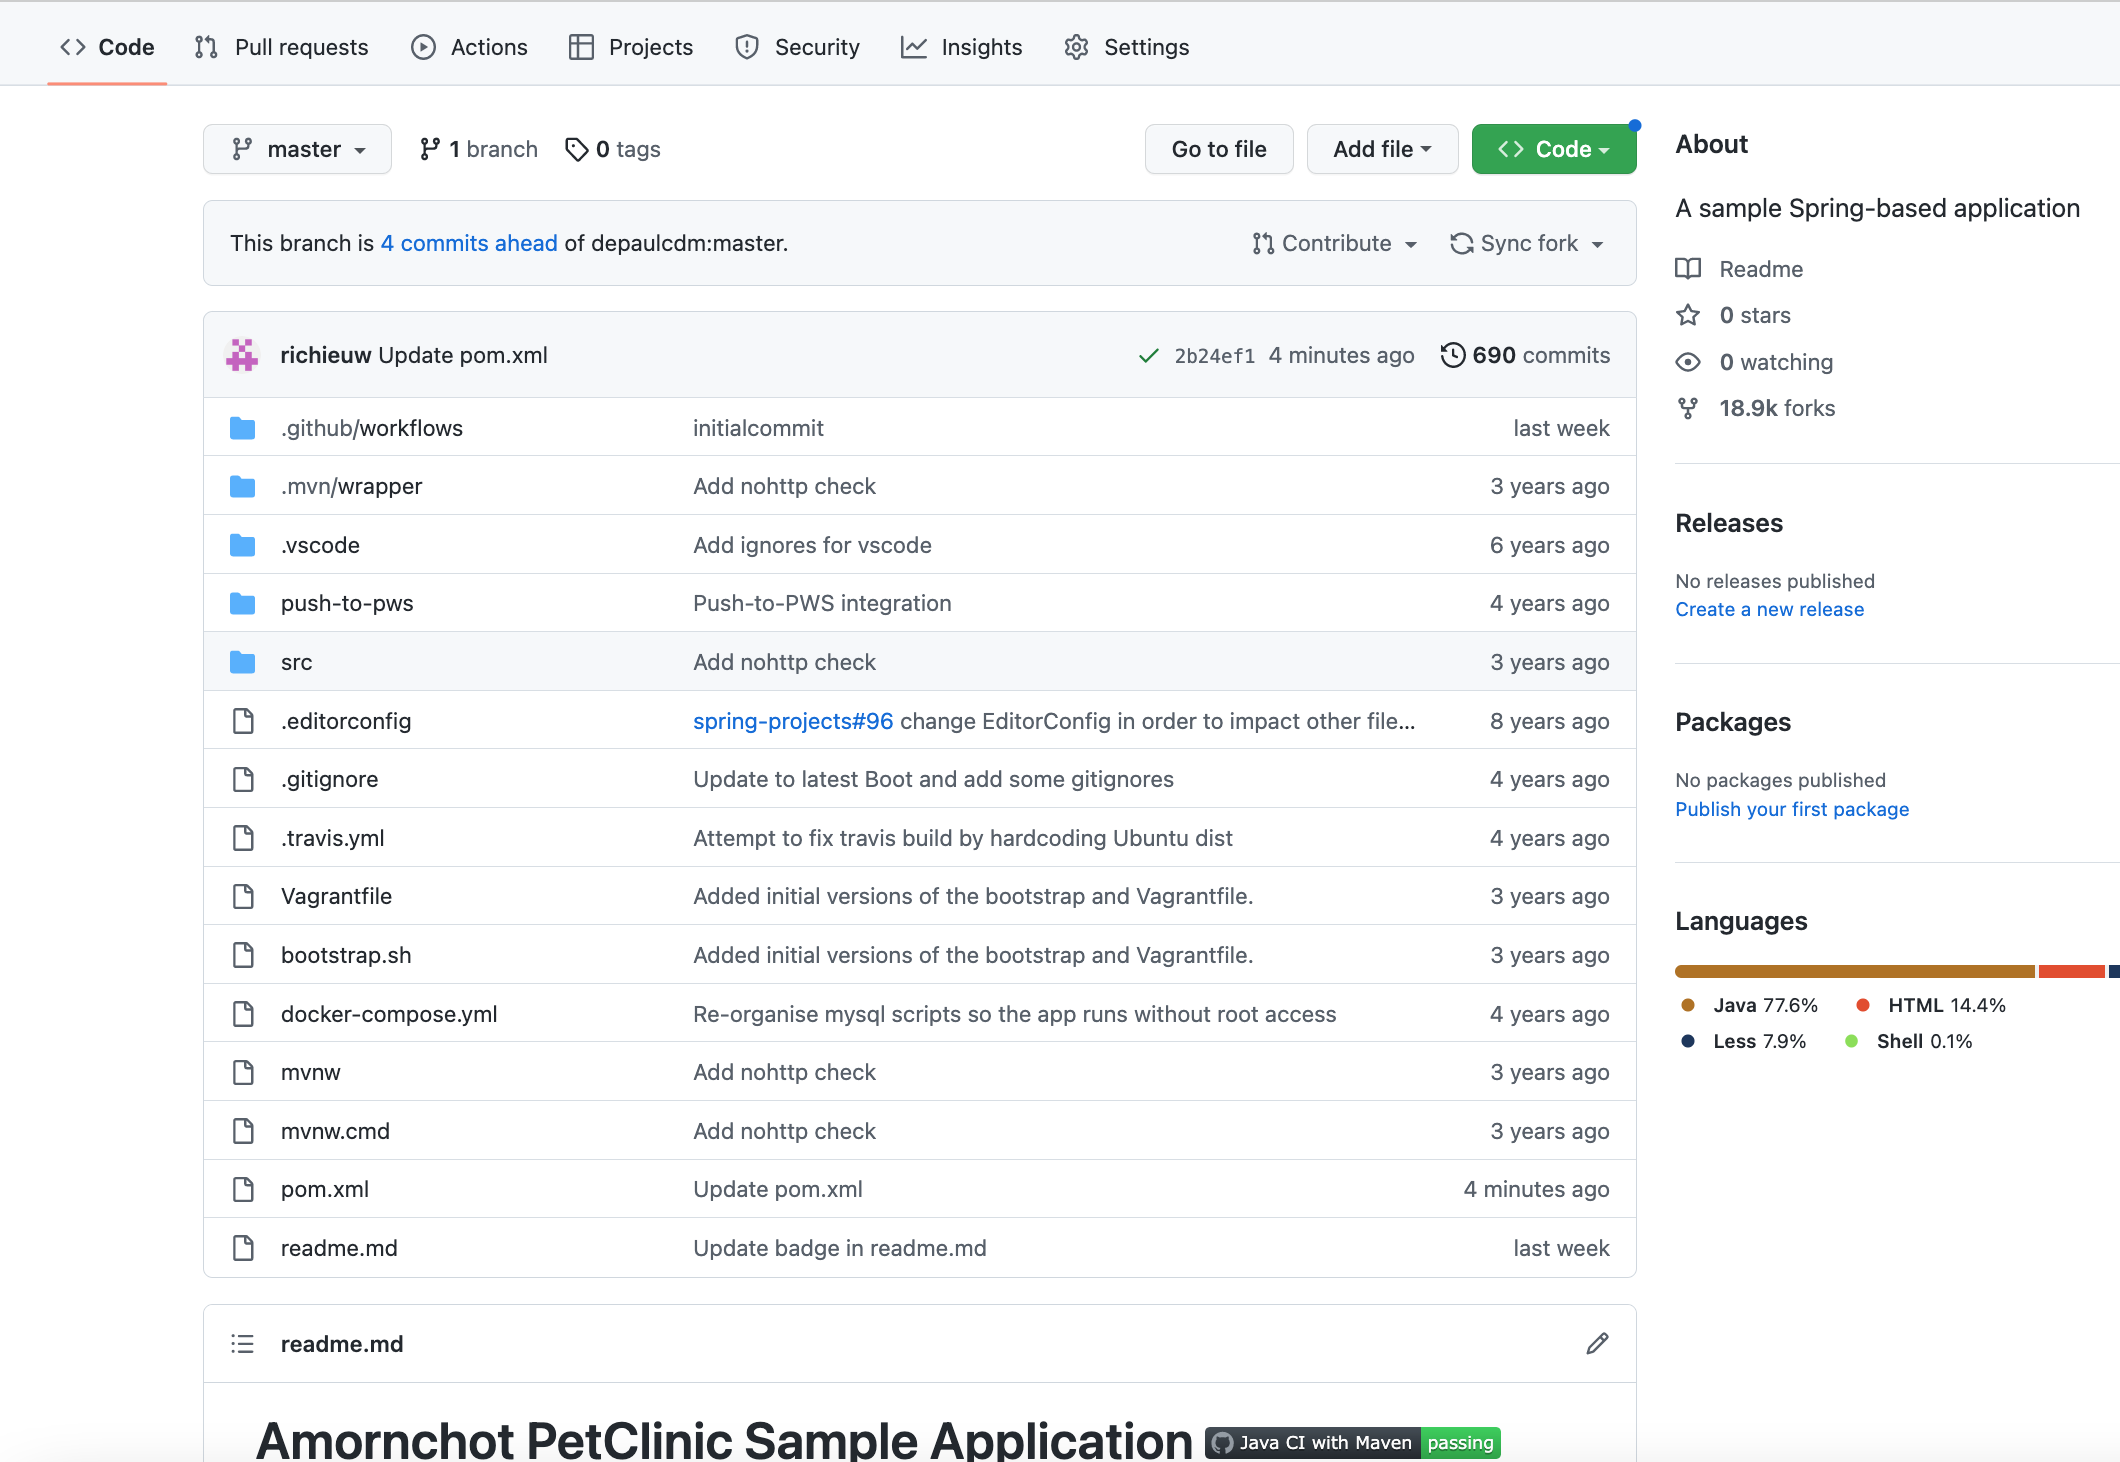 Code Pull requests Actions Projects Security Insights Settings
master 1 branch 0 tags Go to file Add file Code
This branch is 4 commits ahead of depaulcdm:master. Contribute Sync fork
richieuw Update pom.xml 2b24ef1 4 minutes ago 690 commits
.github/workflows initialcommit last week
.mvn/wrapper Add nohttp check 3 years ago
.vscode Add ignores for vscode 6 years ago
push-to-pws Push-to-PWS integration 4 years ago
src Add nohttp check 3 years ago
.editorconfig spring-projects#96 change EditorConfig in order to impact other file... 8 years ago
.gitignore Update to latest Boot and add some gitignores 4 years ago
.travis.yml Attempt to fix travis build by hardcoding Ubuntu dist 4 years ago
Vagrantfile Added initial versions of the bootstrap and Vagrantfile. 3 years ago
bootstrap.sh Added initial versions of the bootstrap and Vagrantfile. 3 years ago
docker-compose.yml Re-organise mysql scripts so the app runs without root access 4 years ago
mvnw Add nohttp check 3 years ago
mvnw.cmd Add nohttp check 3 years ago
pom.xml Update pom.xml 4 minutes ago
readme.md Update badge in readme.md last week
readme.md
Amornchot PetClinic Sample Application Java CI with Maven passing
About
A sample Spring-based application
Readme
0 stars
0 watching
18.9k forks
Releases
No releases published
Create a new release
Packages
No packages published
Publish your first package
Languages
Java 77.6% HTML 14.4%
Less 7.9% Shell 0.1%